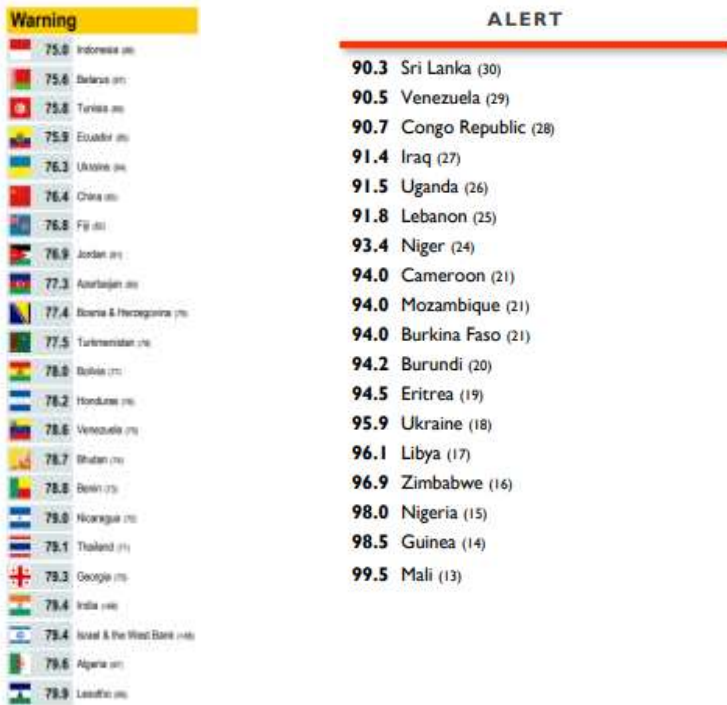 Warning
75.0 Indonesia
75.6 Belarus
75.8 Tunisia
75.9 Ecuador
76.3 Ukraine
76.4 China
76.8 Fiji
76.9 Jordan
77.3 Azerbaijan
77.4 Bosnia & Herzegovina
77.5 Turkmenistan
78.0 Bolivia
78.2 Honduras
78.6 Venezuela
78.7 Bhutan
78.8 Benin
79.0 Nicaragua
79.1 Thailand
79.3 Georgia
79.4 India
79.4 Israel & the West Bank
79.6 Algeria
79.9 Lesotho
ALERT
90.3 Sri Lanka (30)
90.5 Venezuela (29)
90.7 Congo Republic (28)
91.4 Iraq (27)
91.5 Uganda (26)
91.8 Lebanon (25)
93.4 Niger (24)
94.0 Cameroon (21)
94.0 Mozambique (21)
94.0 Burkina Faso (21)
94.2 Burundi (20)
94.5 Eritrea (19)
95.9 Ukraine (18)
96.1 Libya (17)
96.9 Zimbabwe (16)
98.0 Nigeria (15)
98.5 Guinea (14)
99.5 Mali (13)